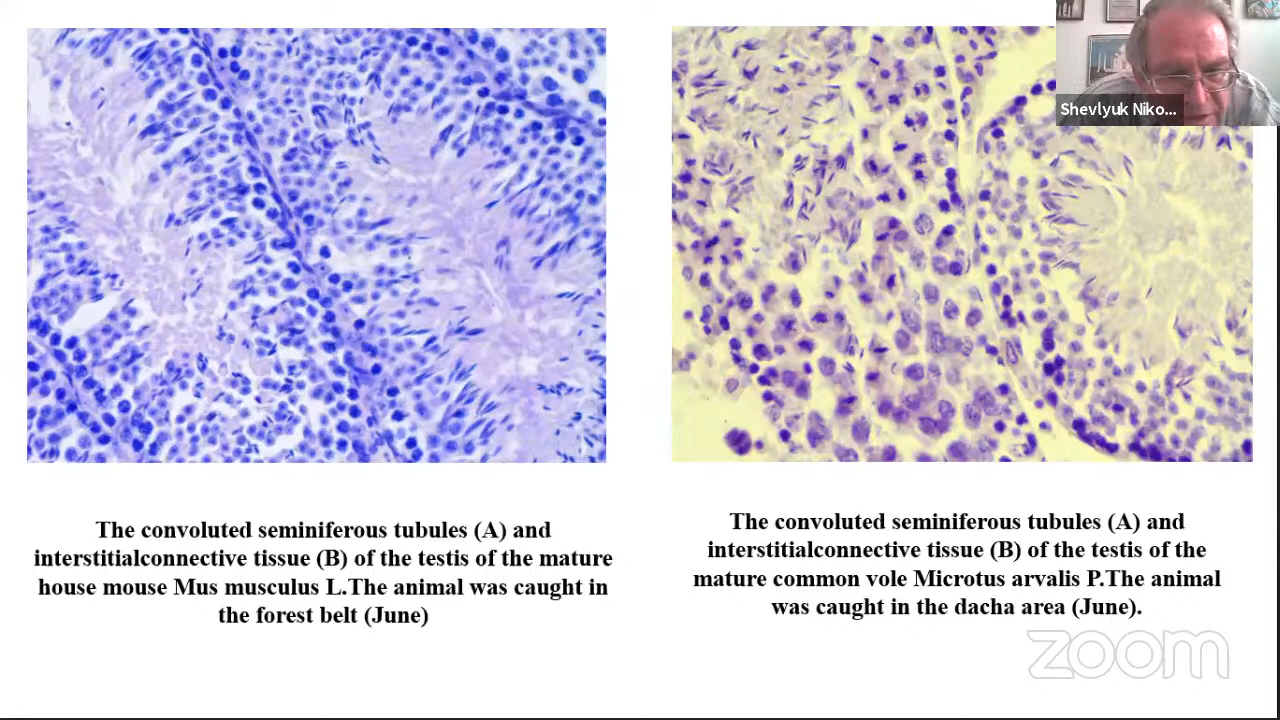 Shevlyuk Niko...
The convoluted seminiferous tubules (A) and
interstitialconnective tissue (B) of the testis of the mature
house mouse Mus musculus L.The animal was caught in
the forest belt (June)
The convoluted seminiferous tubules (A) and
interstitialconnective tissue (B) of the testis of the
mature common vole Microtus arvalis P.The animal
was caught in the dacha area (June).
zoom